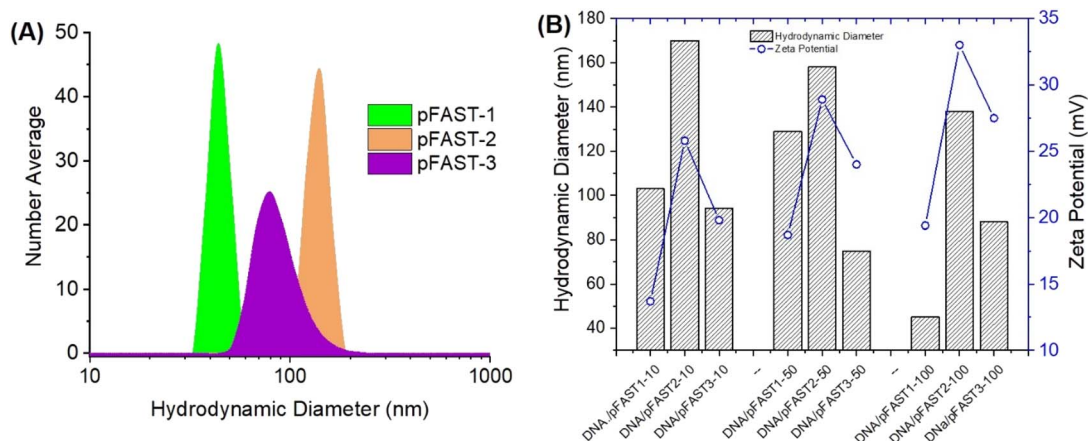 (A)
50
40
30
20
10
0
Number Average
10
100
1000
Hydrodynamic Diameter (nm)
pFAST-1
pFAST-2
pFAST-3
(B)
180
160
140
120
100
80
60
40
Hydrodynamic Diameter (nm)
Hydrodynamic Diameter
Zeta Potential
35
30
25
20
15
10
Zeta Potential (mV)
DNA /pFAST1-10
DNA/pFAST2-10
DNA/pFAST3-10
--
DNA/pFAST1-50
DNA/pFAST2-50
DNA/pFAST3-50
--
DNA/pFAST1-100
DNA/pFAST2-100
DNa/pFAST3-100